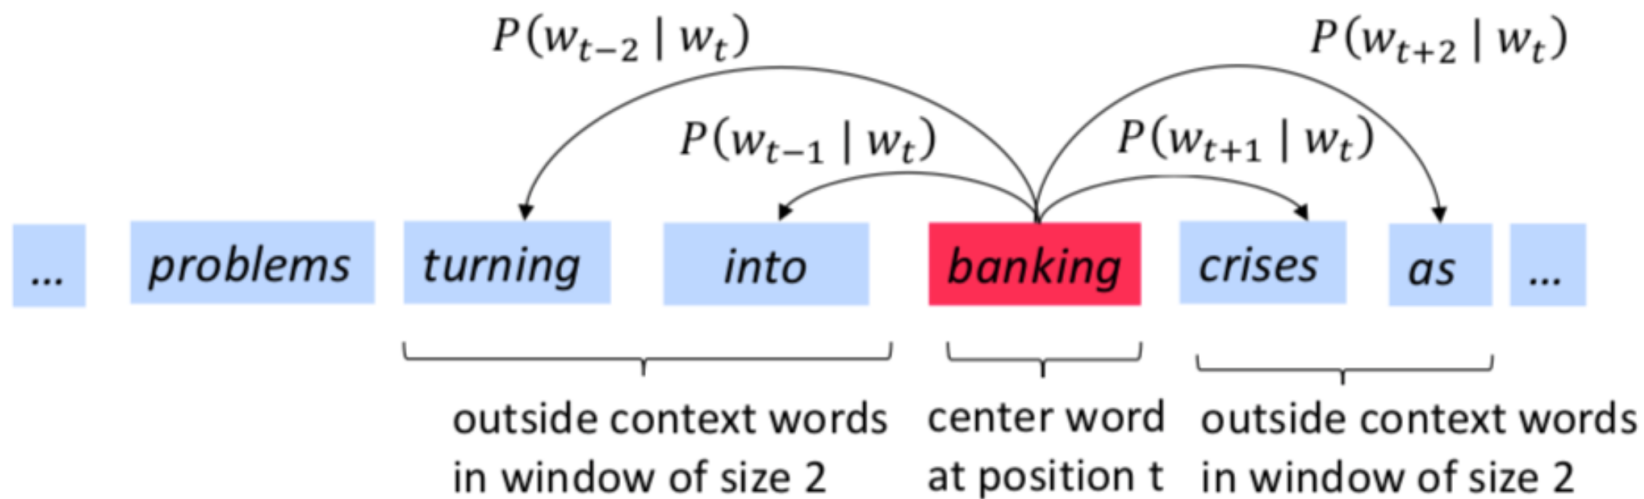 P(w_{t−2} | w_t) P(w_{t+2} | w_t)
P(w_{t−1} | w_t) P(w_{t+1} | w_t)
... problems turning into banking crises as ...
outside context words center word outside context words
in window of size 2 at position t in window of size 2